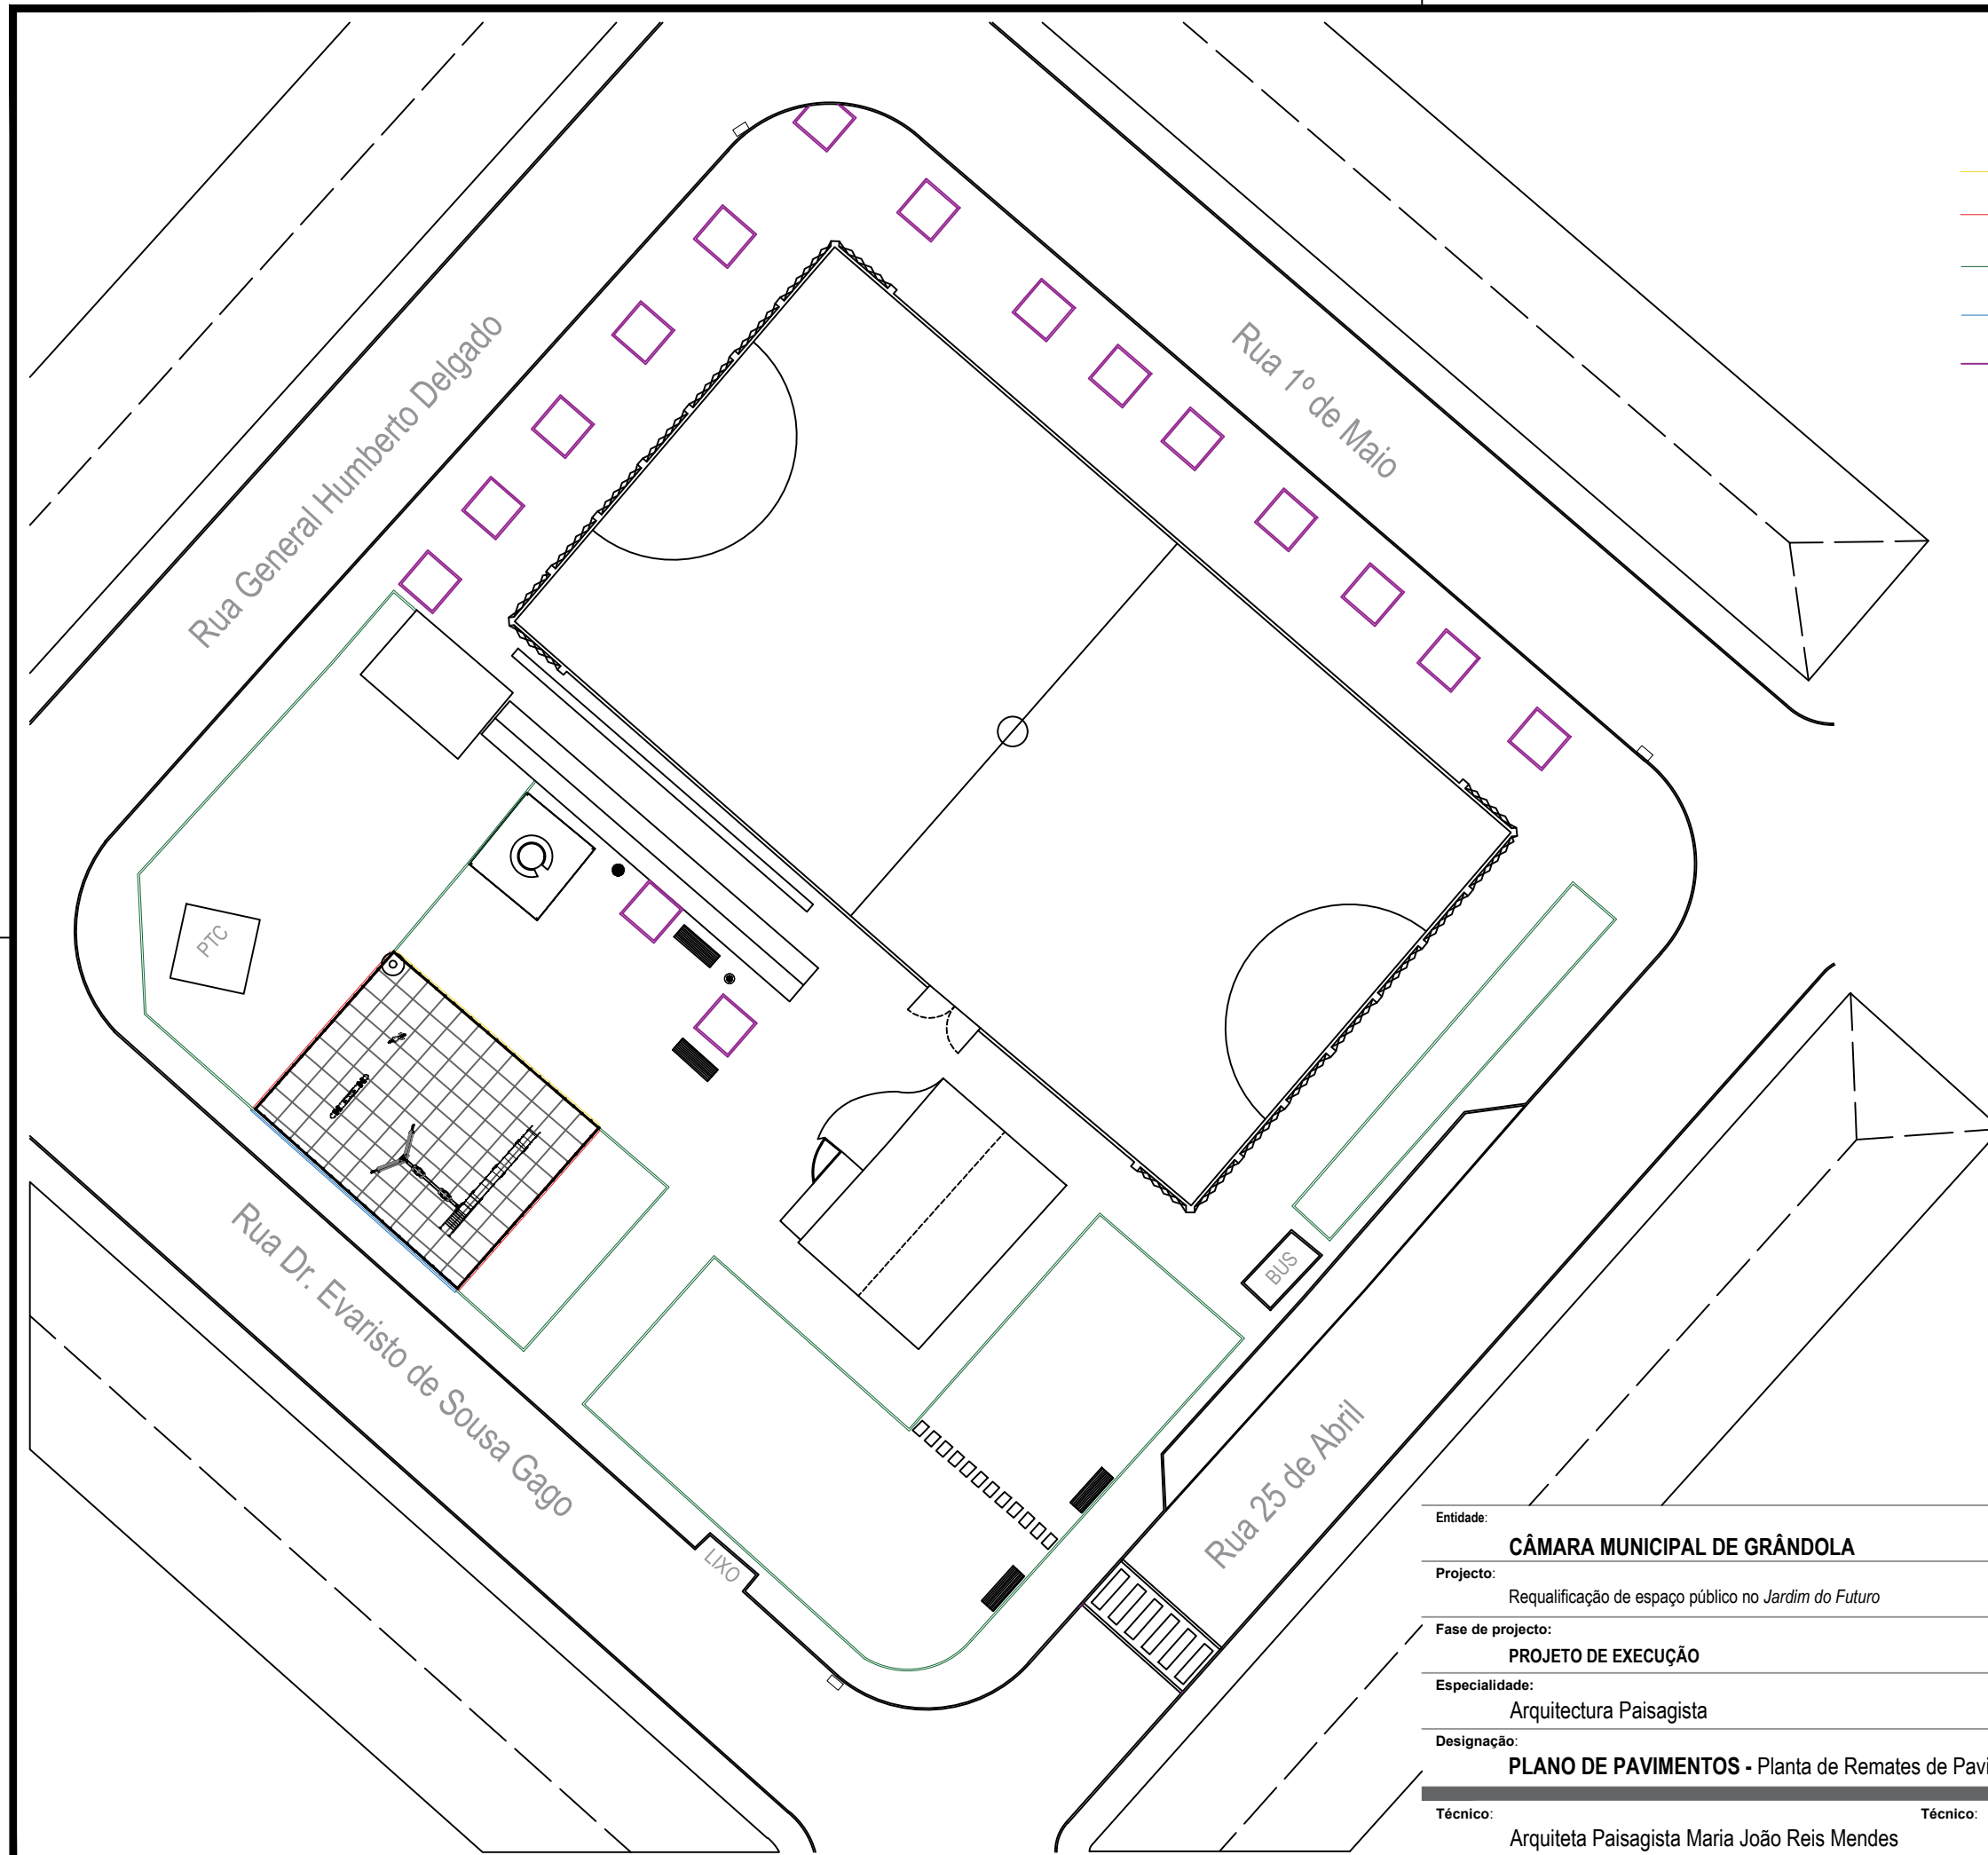 Rua General Humberto Delgado
Rua 1º de Maio
PTC
Rua Dr. Evaristo de Sousa Gago
BUS
Rua 25 de Abril
LIXO
Entidade:
CÂMARA MUNICIPAL DE GRÂNDOLA
Projecto:
Requalificação de espaço público no Jardim do Futuro
Fase de projecto:
PROJETO DE EXECUÇÃO
Especialidade:
Arquitectura Paisagista
Designação:
PLANO DE PAVIMENTOS - Planta de Remates de Pavi
Técnico: Técnico:
Arquiteta Paisagista Maria João Reis Mendes